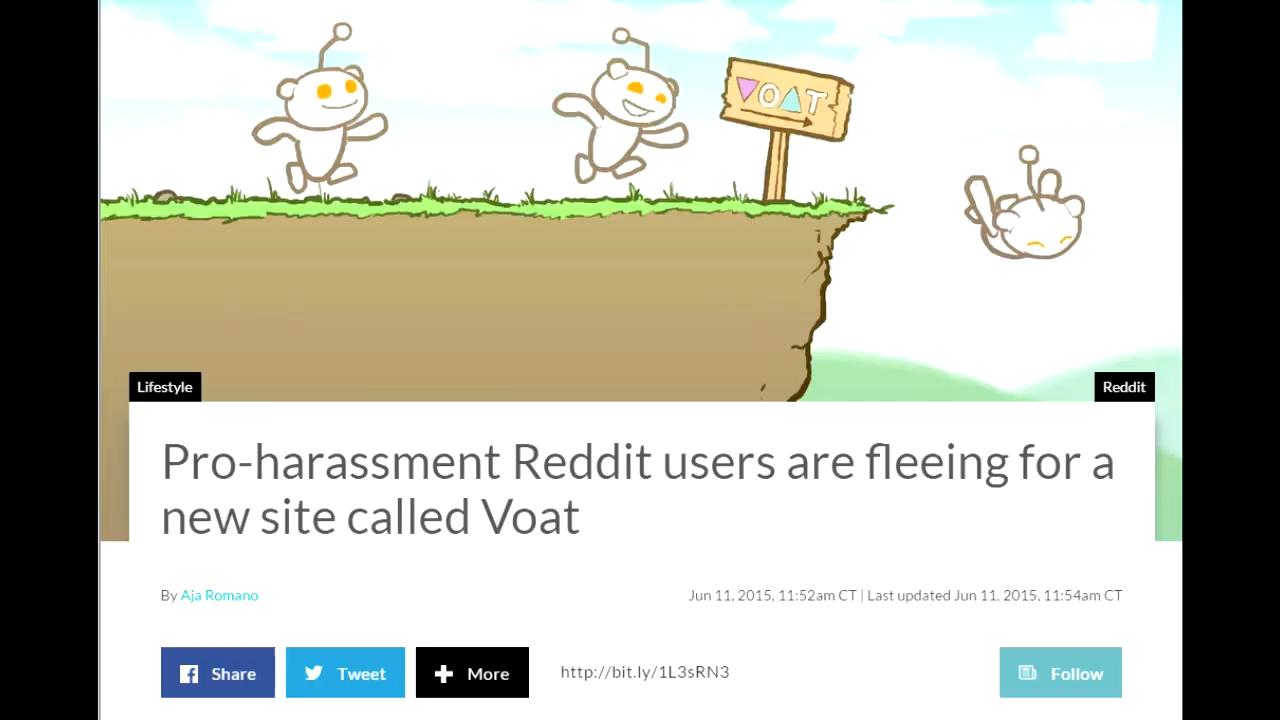 VOAT
Lifestyle
Reddit
Pro-harassment Reddit users are fleeing for a
new site called Voat
By Aja Romano
Jun 11, 2015, 11:52am CT | Last updated Jun 11, 2015, 11:54am CT
Share
Tweet
More
http://bit.ly/1L3sRN3
Follow